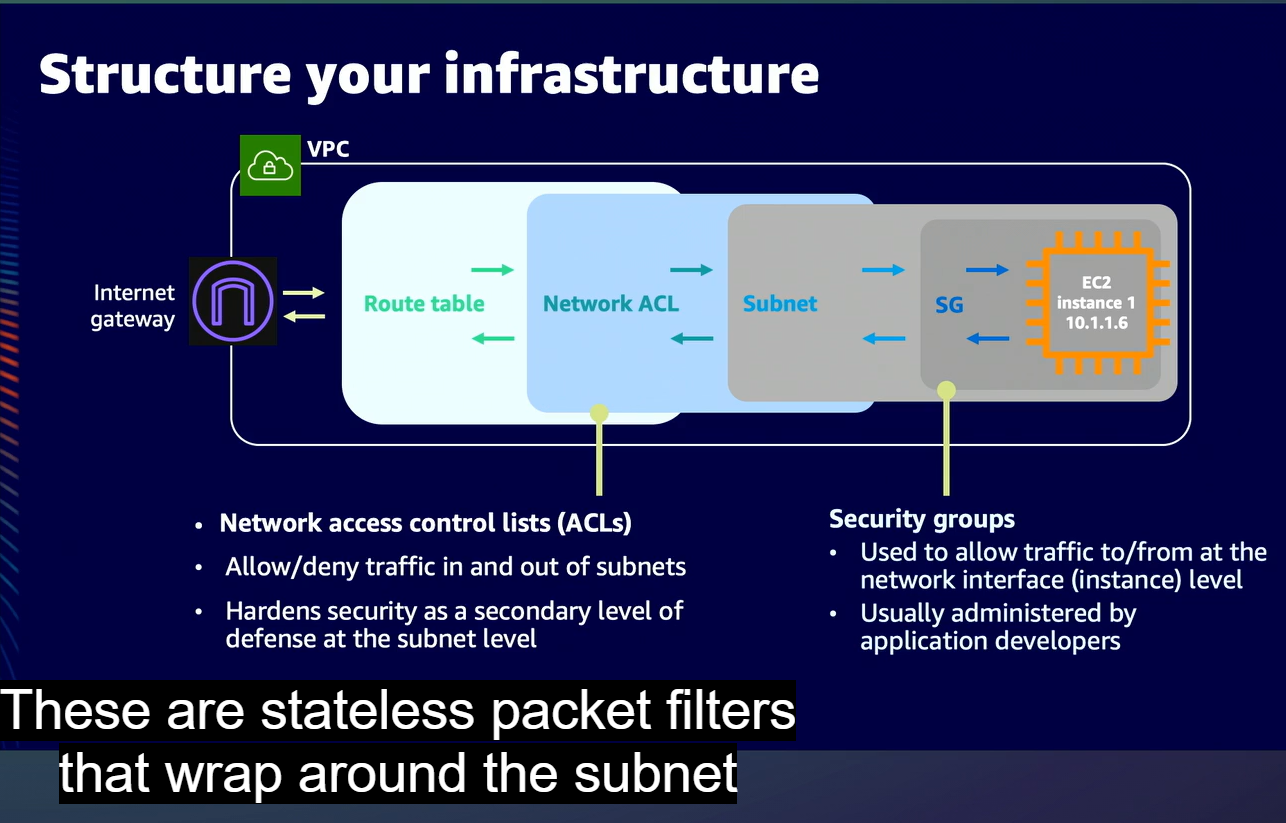 Structure your infrastructure
VPC
Internet
gateway
Route table
Network ACL
Subnet
SG
EC2
instance 1
10.1.1.6
• Network access control lists (ACLs)
• Allow/deny traffic in and out of subnets
• Hardens security as a secondary level of
defense at the subnet level
Security groups
• Used to allow traffic to/from at the
network interface (instance) level
• Usually administered by
application developers
These are stateless packet filters
that wrap around the subnet